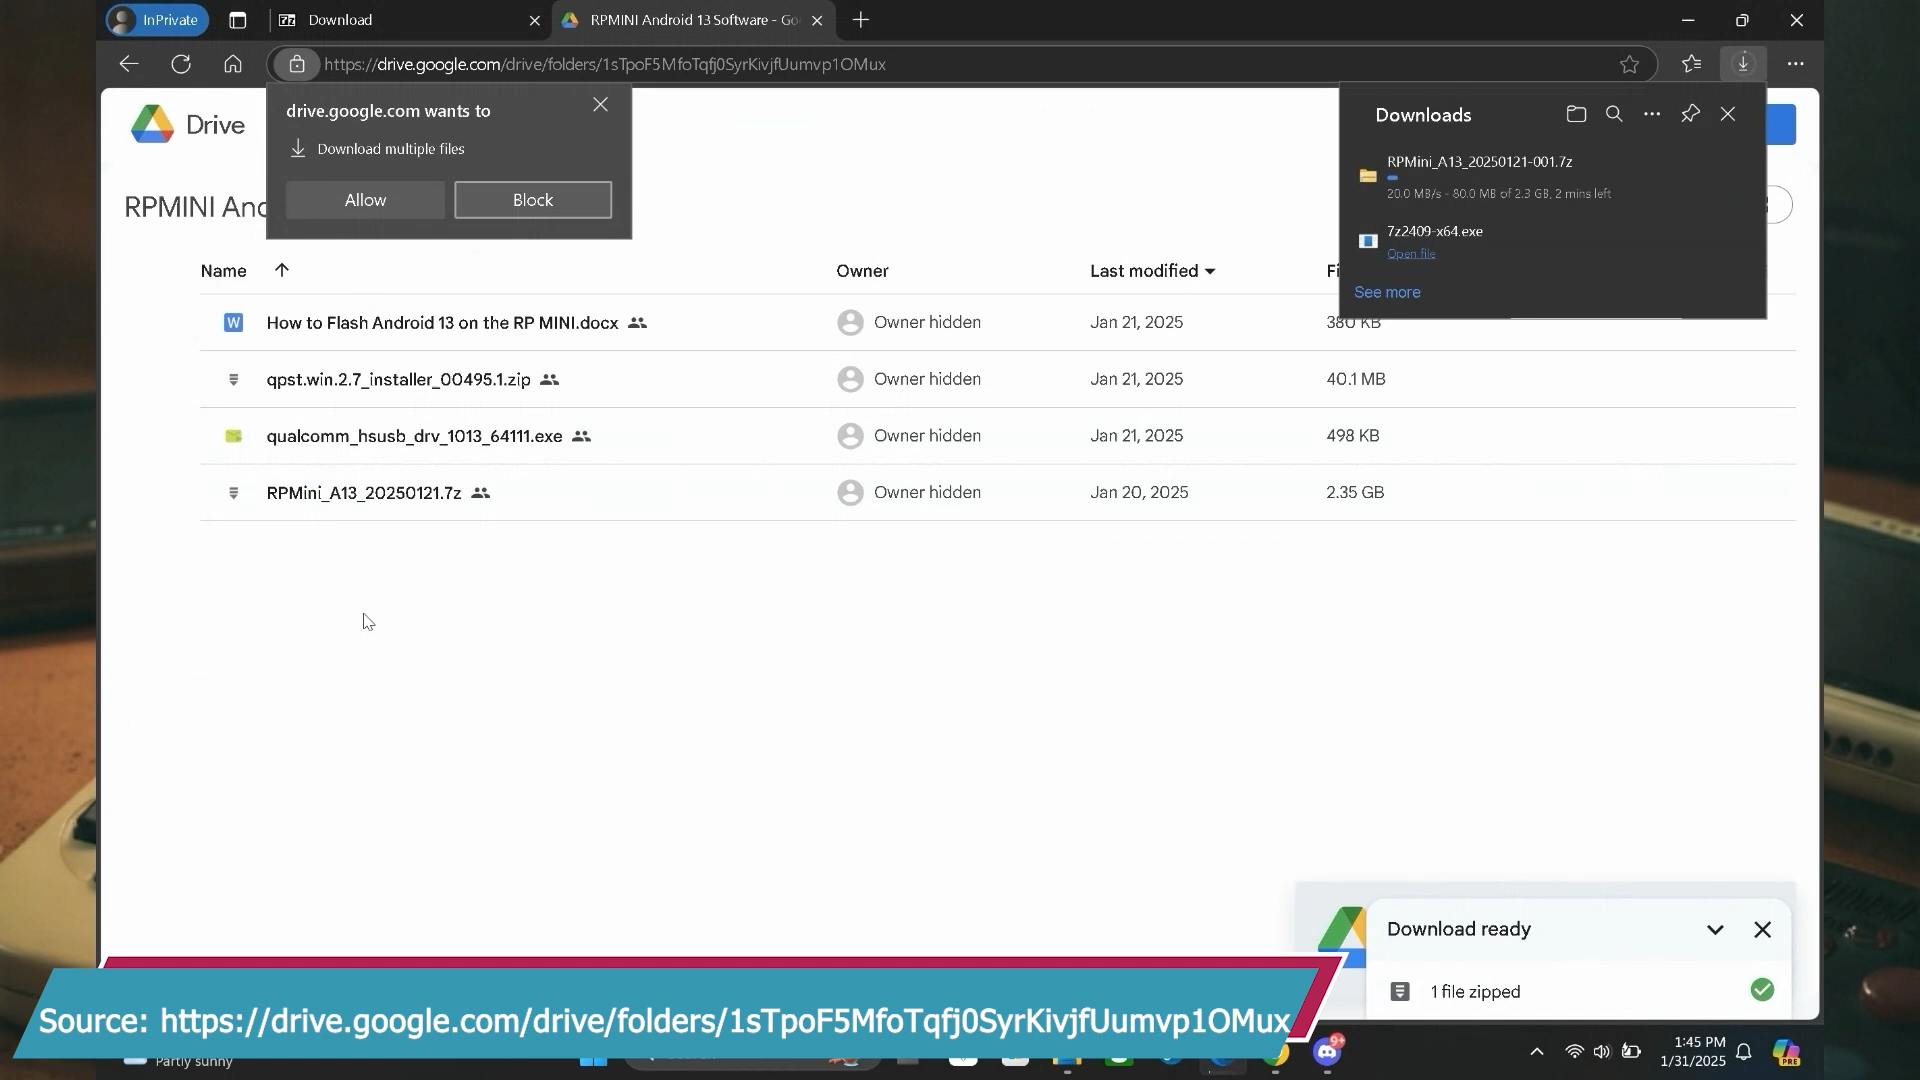 InPrivate
Download
RPMINI Android 13 Software - Go
https://drive.google.com/drive/folders/1sTpoF5MfoTqfj0SyrKivjfUumvp1OMux
drive.google.com wants to
Download multiple files
Allow
Block
Downloads
RPMini_A13_20250121-001.7z
20.0 MB/s - 80.0 MB of 2.3 GB, 2 mins left
7z2409-x64.exe
Open file
See more
Drive
RPMINI And
Name
Owner
Last modified
Fi
How to Flash Android 13 on the RP MINI.docx
Owner hidden
Jan 21, 2025
380 KB
qpst.win.2.7_installer_00495.1.zip
Owner hidden
Jan 21, 2025
40.1 MB
qualcomm_hsusb_drv_1013_64111.exe
Owner hidden
Jan 21, 2025
498 KB
RPMini_A13_20250121.7z
Owner hidden
Jan 20, 2025
2.35 GB
Download ready
1 file zipped
Source: https://drive.google.com/drive/folders/1sTpoF5MfoTqfj0SyrKivjfUumvp1OMux
Partly sunny
9+
1:45 PM
1/31/2025
PRE